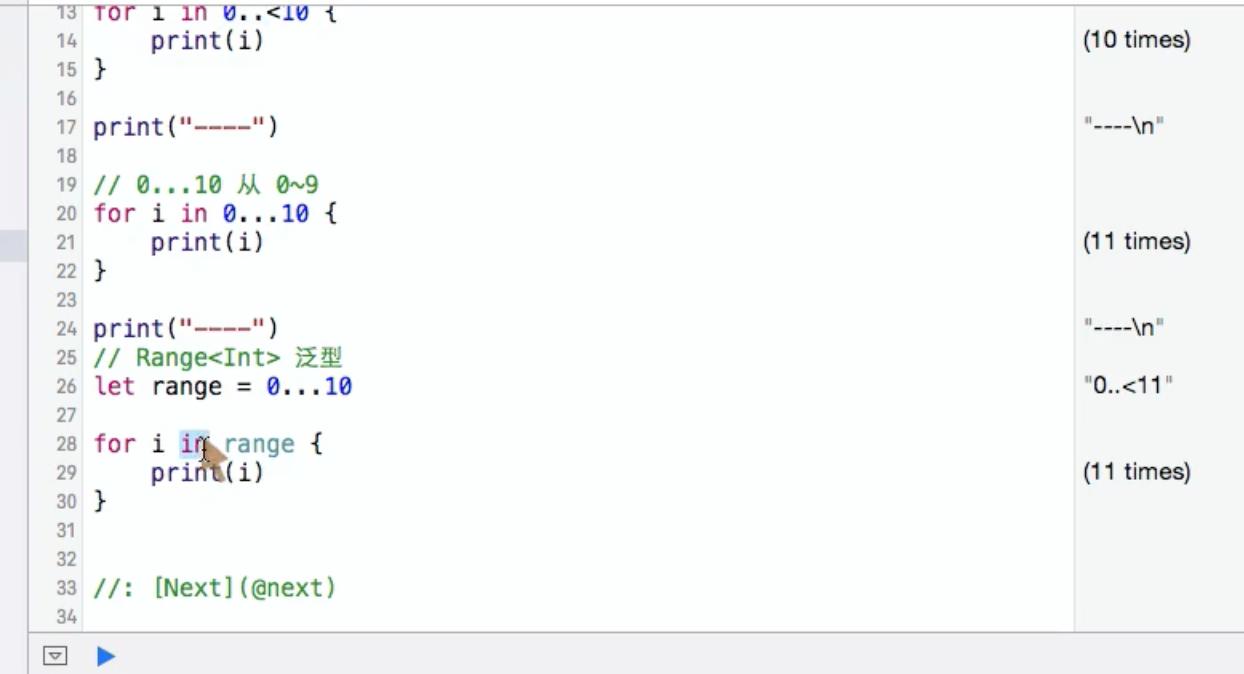 13 for i in 0..<10 {
14 print(i) (10 times)
15 }
16
17 print("----") "----\n"
18
19 // 0...10 从 0~9
20 for i in 0...10 {
21 print(i) (11 times)
22 }
23
24 print("----") "----\n"
25 // Range<Int> 泛型
26 let range = 0...10 "0..<11"
27
28 for i in range {
29 print(i) (11 times)
30 }
31
32
33 //: [Next](@next)
34